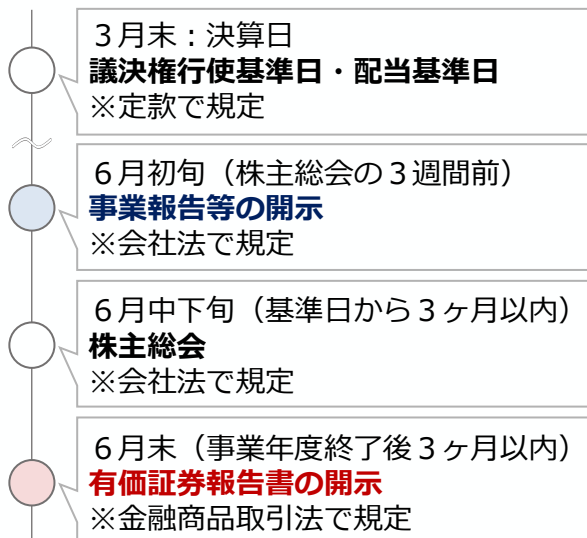 ３月末：決算日
議決権行使基準日・配当基準日
※定款で規定
６月初旬（株主総会の３週間前）
事業報告等の開示
※会社法で規定
６月中下旬（基準日から３ヶ月以内）
株主総会
※会社法で規定
６月末（事業年度終了後３ヶ月以内）
有価証券報告書の開示
※金融商品取引法で規定